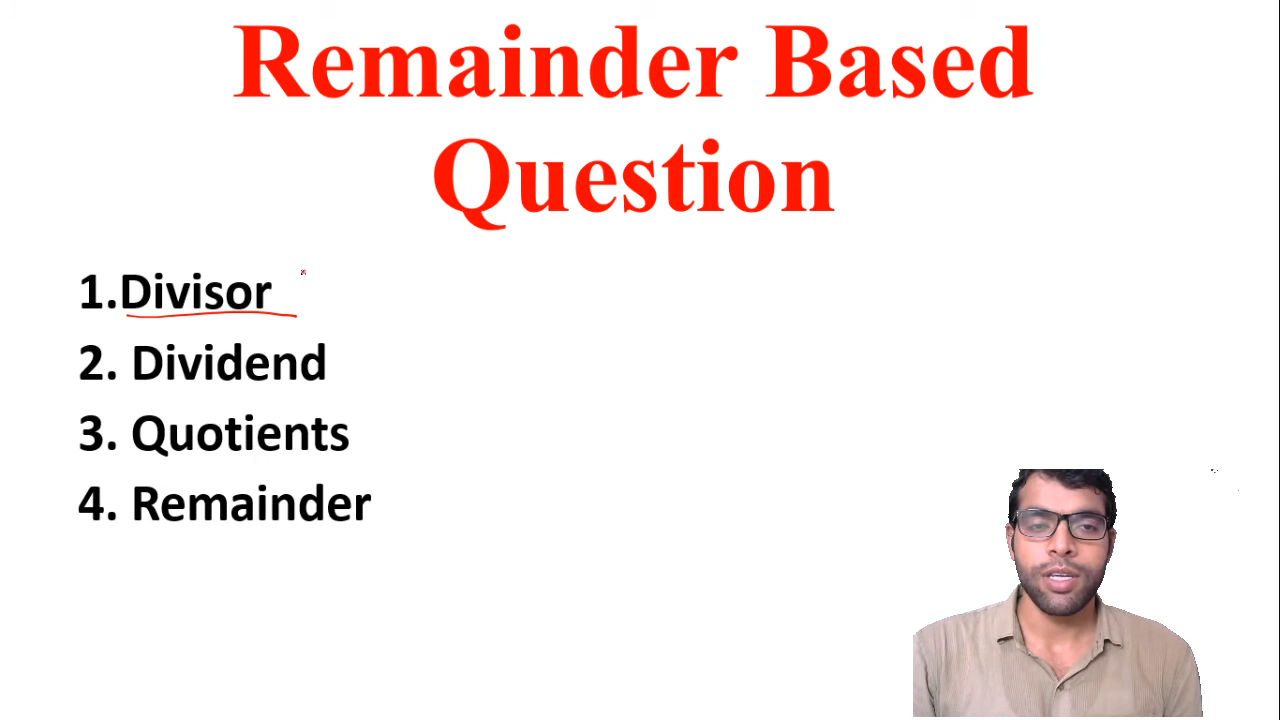 Remainder Based
Question
1.Divisor
2. Dividend
3. Quotients
4. Remainder